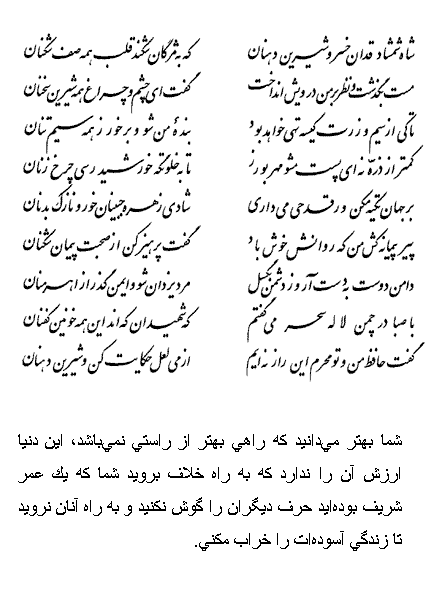 شاه شمشاد قدان خسرو شیرین دهنان که به مژگان شکند قلب همه صف شکنان
مست بگذشت و نظر بر من درویش انداخت گفت ای چشم و چراغ همه شیرین سخنان
تا کی از سیم و زرت کیسه تهی خواهد بود بندهٔ من شو و برخور ز همه سیم تنان
کمتر از ذرّه نه ای پست مشو مهر بورز تا به خلوتگه خورشید رسی چرخ زنان
بر جهان تکیه مکن ور قدحی می داری شادی زهره جبینان خور و نازک بدنان
پیر پیمانه کش من که روانش خوش باد گفت پرهیز کن از صحبت پیمان شکنان
دامن دوست به دست آر و ز دشمن بگسل مرد یزدان شو و ایمن گذر از اهرمنان
با صبا در چمن لاله سحر می گفتم که شهیدان که اند این همه خونین کفنان
گفت حافظ من و تو محرم این راز نه ایم از می لعل حکایت کن و شیرین دهنان
شما بهتر مي‌دانيد كه راهي بهتر از راستي نمي‌باشد، اين دنيا
ارزش آن را ندارد كه به راه خلاف برويد شما كه يك عمر
شريف بوده‌ايد حرف ديگران را گوش نكنيد و به راه آنان نرويد
تا زندگي آسوده‌ات را خراب مكني.